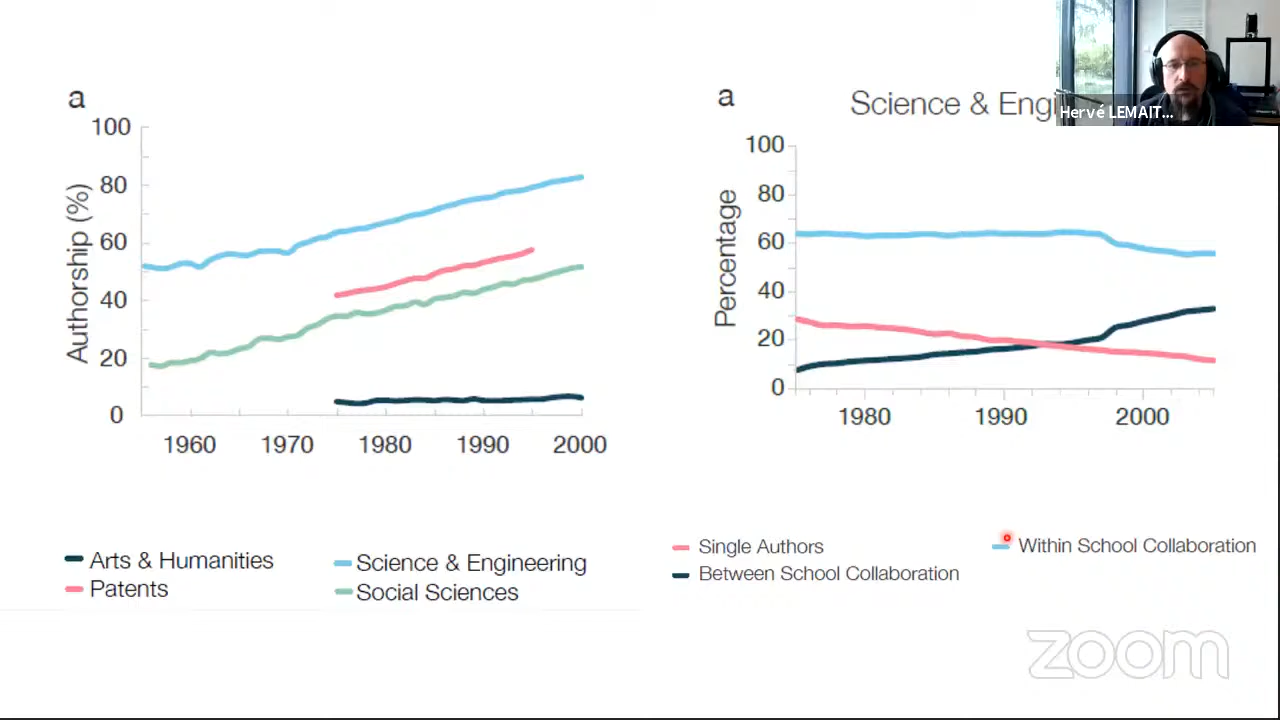 a
100
80
60
40
20
0
Authorship (%)
1960 1970 1980 1990 2000
Arts & Humanities
Patents
Science & Engineering
Social Sciences
a
Science & Engi
Hervé LEMAIT...
100
80
60
40
20
0
Percentage
1980 1990 2000
Single Authors
Between School Collaboration
Within School Collaboration
zoom